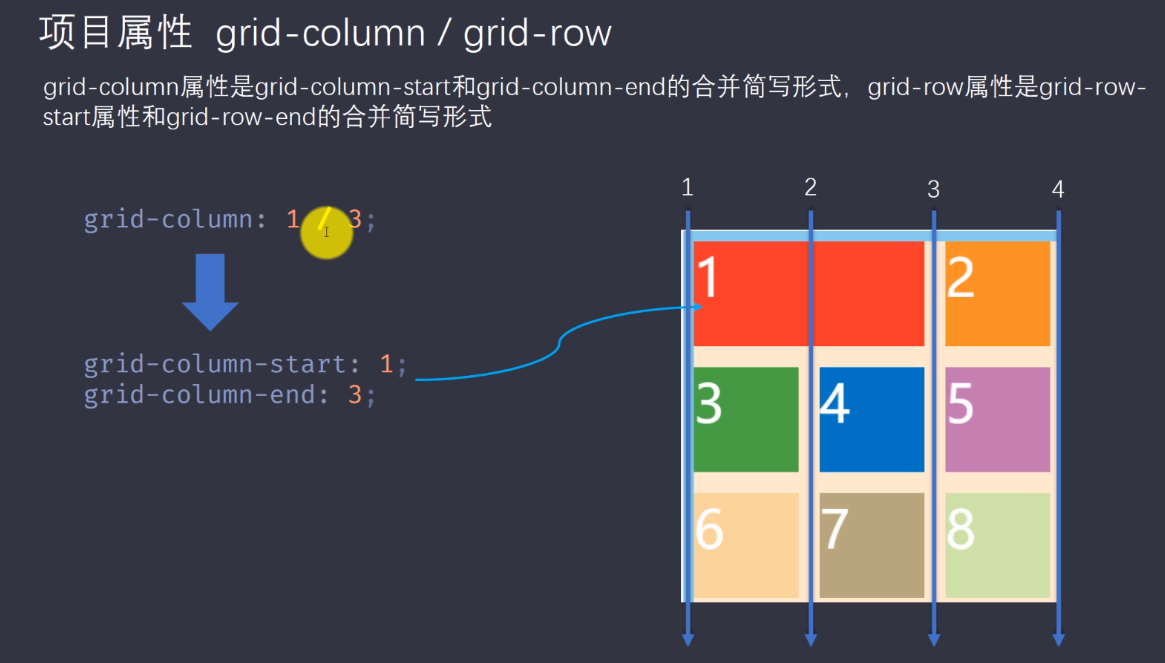 项目属性 grid-column / grid-row
grid-column属性是grid-column-start和grid-column-end的合并简写形式，grid-row属性是grid-row-
start属性和grid-row-end的合并简写形式
1 2 3 4
grid-column: 1 / 3;
1 2
grid-column-start: 1;
grid-column-end: 3;
3 4 5
6 7 8